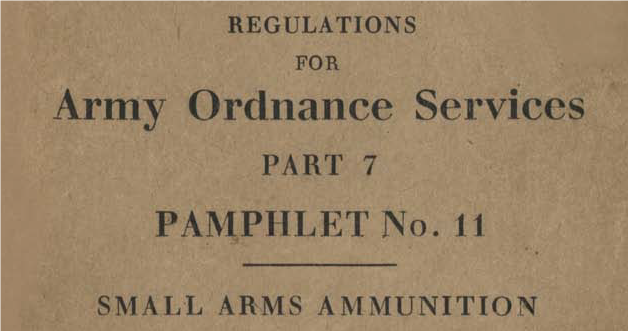 REGULATIONS
FOR
Army Ordnance Services
PART 7
PAMPHLET No. 11
SMALL ARMS AMMUNITION